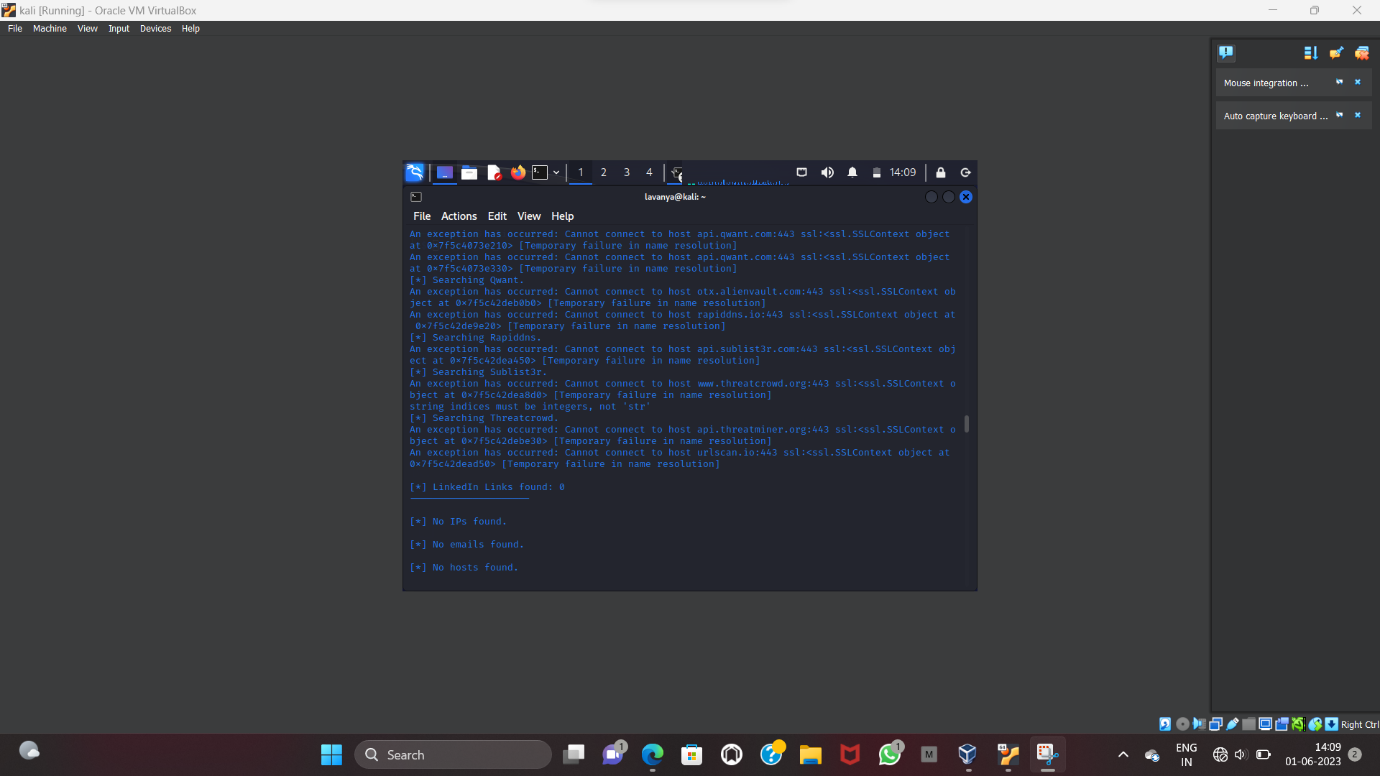 kali [Running] - Oracle VM VirtualBox
File Machine View Input Devices Help
Mouse integration ...
Auto capture keyboard ...
1 2 3 4 14:09
lavanya@kali: ~
File Actions Edit View Help
An exception has occurred: Cannot connect to host api.qwant.com:443 ssl:<ssl.SSLContext object
at 0×7f5c4073e210> [Temporary failure in name resolution]
An exception has occurred: Cannot connect to host api.qwant.com:443 ssl:<ssl.SSLContext object
at 0×7f5c4073e330> [Temporary failure in name resolution]
[*] Searching Qwant.
An exception has occurred: Cannot connect to host otx.alienvault.com:443 ssl:<ssl.SSLContext ob
ject at 0×7f5c42deb0b0> [Temporary failure in name resolution]
An exception has occurred: Cannot connect to host rapiddns.io:443 ssl:<ssl.SSLContext object at
0×7f5c42de9e20> [Temporary failure in name resolution]
[*] Searching Rapiddns.
An exception has occurred: Cannot connect to host api.sublist3r.com:443 ssl:<ssl.SSLContext obj
ect at 0×7f5c42dea450> [Temporary failure in name resolution]
[*] Searching Sublist3r.
An exception has occurred: Cannot connect to host www.threatcrowd.org:443 ssl:<ssl.SSLContext o
bject at 0×7f5c42dea8d0> [Temporary failure in name resolution]
string indices must be integers, not 'str'
[*] Searching Threatcrowd.
An exception has occurred: Cannot connect to host api.threatminer.org:443 ssl:<ssl.SSLContext o
bject at 0×7f5c42debe30> [Temporary failure in name resolution]
An exception has occurred: Cannot connect to host urlscan.io:443 ssl:<ssl.SSLContext object at
0×7f5c42dead50> [Temporary failure in name resolution]
[*] LinkedIn Links found: 0
[*] No IPs found.
[*] No emails found.
[*] No hosts found.
Right Ctrl
Search
1
1
M
ENG
IN
14:09
01-06-2023
2